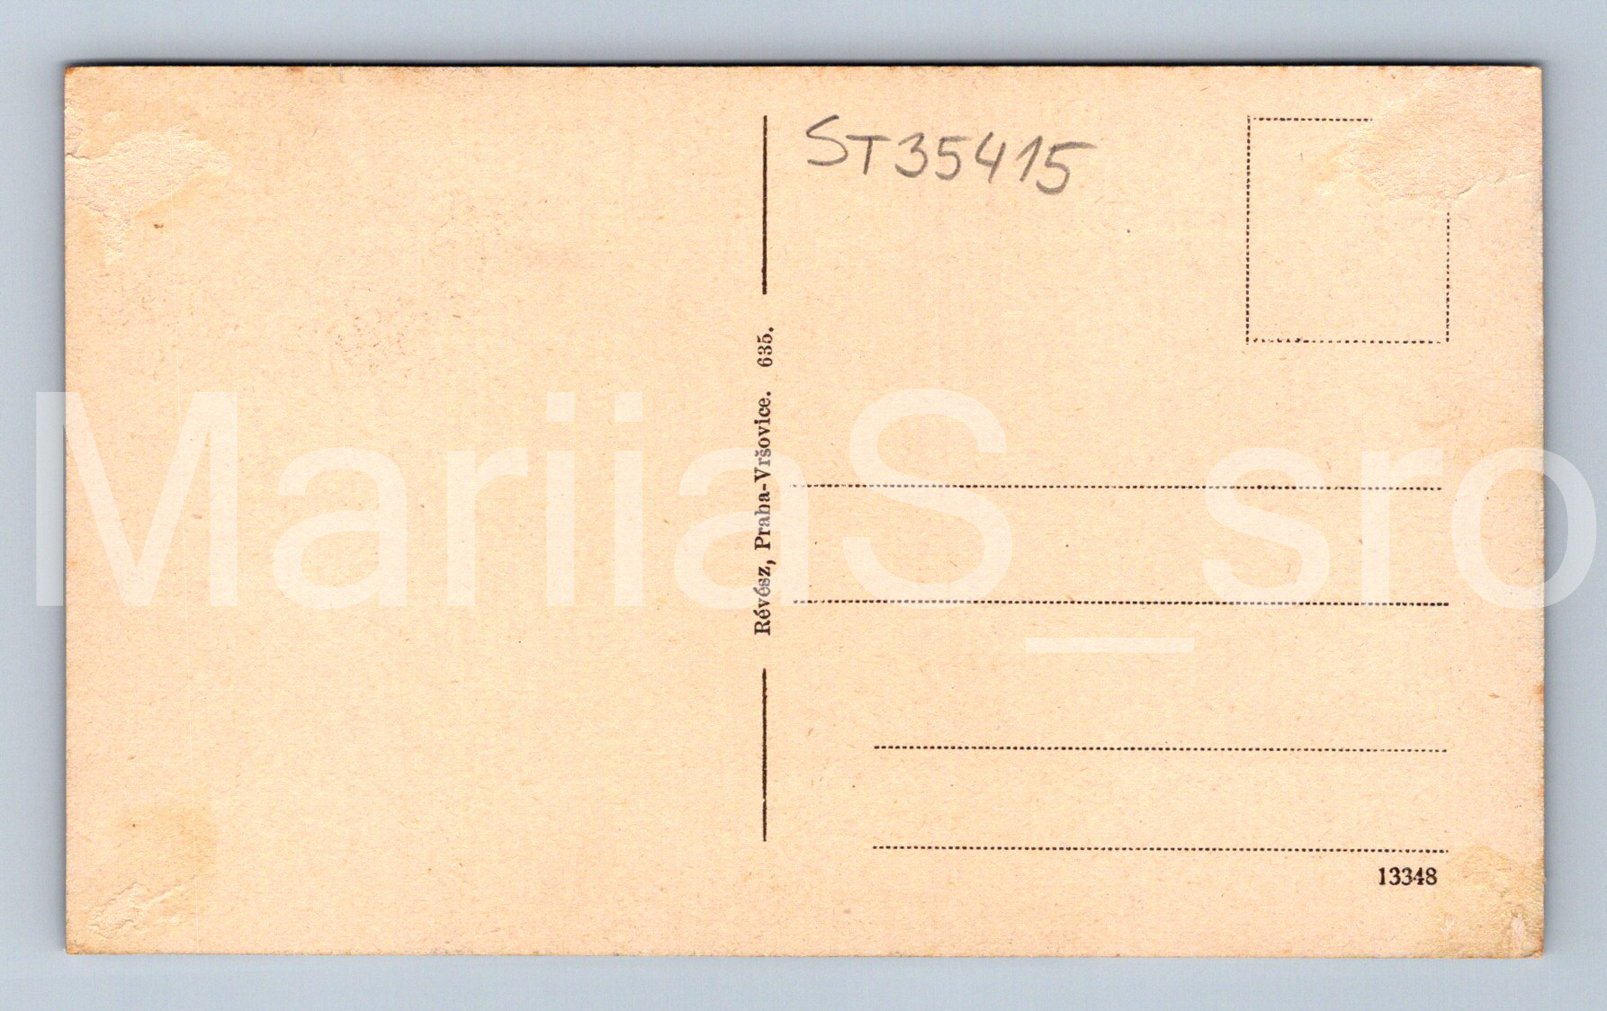 ST35415
Révész, Praha-Vršovice. 635.
MariiaS_sro
13348